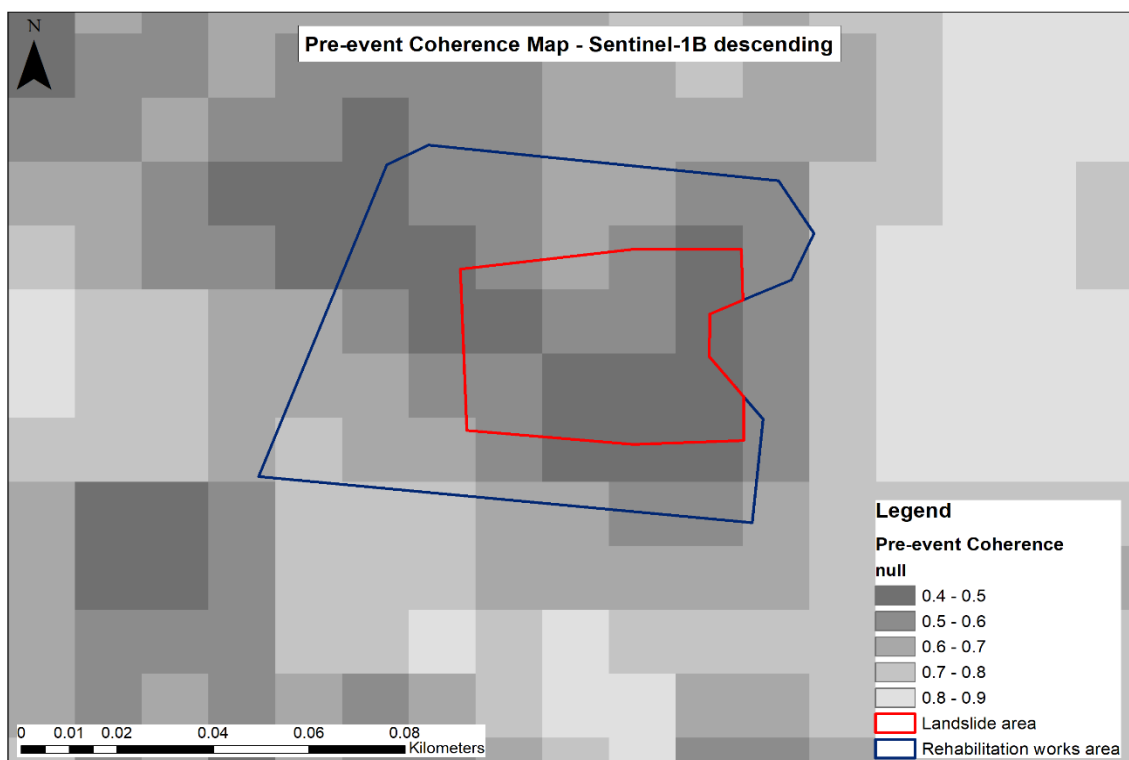 N
Pre-event Coherence Map - Sentinel-1B descending
Legend
Pre-event Coherence
null
0.4 - 0.5
0.5 - 0.6
0.6 - 0.7
0.7 - 0.8
0.8 - 0.9
Landslide area
Rehabilitation works area
0 0.01 0.02 0.04 0.06 0.08
Kilometers